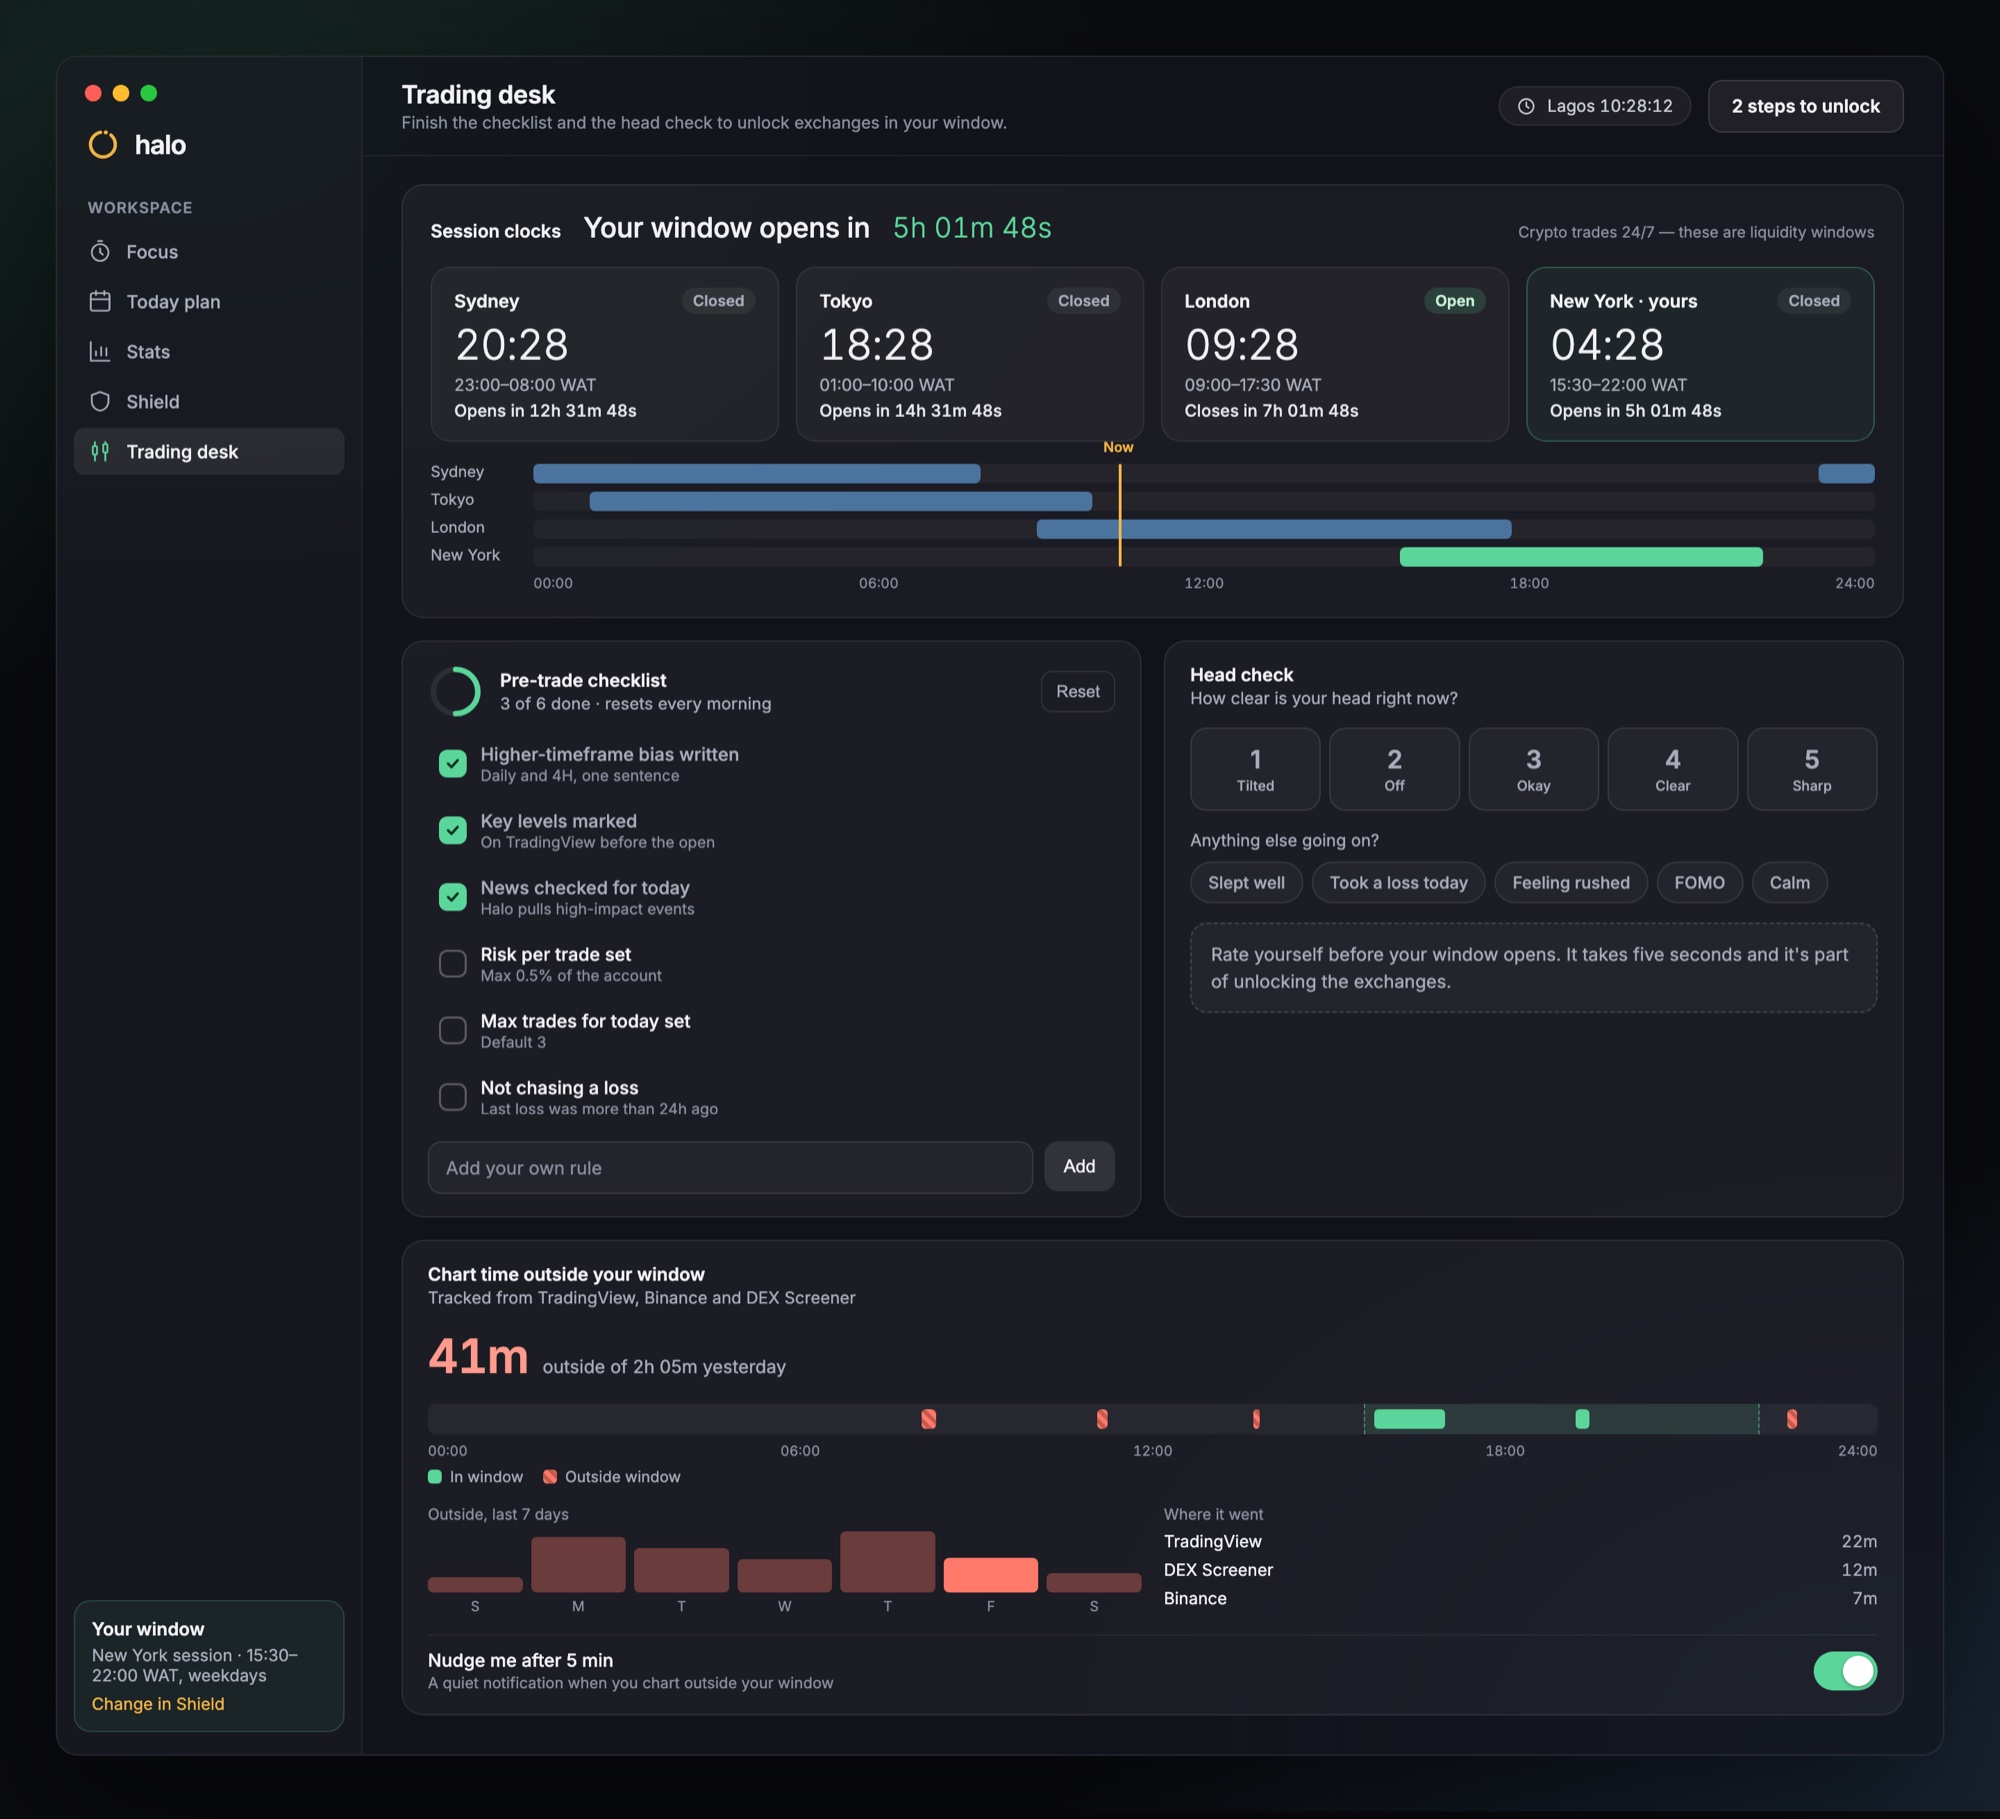 halo
WORKSPACE
Focus
Today plan
Stats
Shield
Trading desk
Your window
New York session · 15:30–
22:00 WAT, weekdays
Change in Shield
Trading desk
Finish the checklist and the head check to unlock exchanges in your window.
Lagos 10:28:12
2 steps to unlock
Session clocks Your window opens in 5h 01m 48s
Crypto trades 24/7 — these are liquidity windows
Sydney Closed
20:28
23:00–08:00 WAT
Opens in 12h 31m 48s
Tokyo Closed
18:28
01:00–10:00 WAT
Opens in 14h 31m 48s
London Open
09:28
09:00–17:30 WAT
Closes in 7h 01m 48s
New York · yours Closed
04:28
15:30–22:00 WAT
Opens in 5h 01m 48s
Now
Sydney
Tokyo
London
New York
00:00 06:00 12:00 18:00 24:00
Pre-trade checklist
3 of 6 done · resets every morning
Reset
Higher-timeframe bias written
Daily and 4H, one sentence
Key levels marked
On TradingView before the open
News checked for today
Halo pulls high-impact events
Risk per trade set
Max 0.5% of the account
Max trades for today set
Default 3
Not chasing a loss
Last loss was more than 24h ago
Add your own rule
Add
Head check
How clear is your head right now?
1 2 3 4 5
Tilted Off Okay Clear Sharp
Anything else going on?
Slept well Took a loss today Feeling rushed FOMO Calm
Rate yourself before your window opens. It takes five seconds and it's part
of unlocking the exchanges.
Chart time outside your window
Tracked from TradingView, Binance and DEX Screener
41m outside of 2h 05m yesterday
00:00 06:00 12:00 18:00 24:00
In window Outside window
Outside, last 7 days
S M T W T F S
Where it went
TradingView 22m
DEX Screener 12m
Binance 7m
Nudge me after 5 min
A quiet notification when you chart outside your window